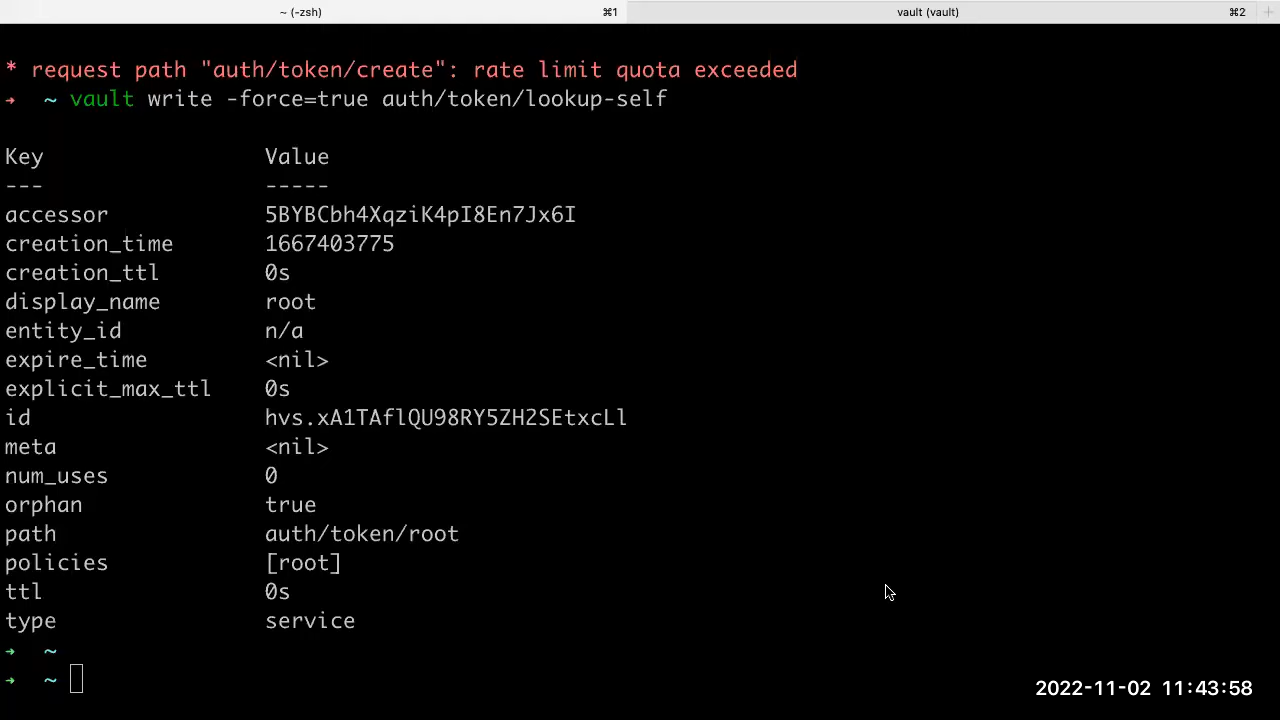 ~ (-zsh) ⌘1 vault (vault) ⌘2 +
* request path "auth/token/create": rate limit quota exceeded
➜ ~ vault write -force=true auth/token/lookup-self
Key Value
--- -----
accessor 5BYBCbh4XqziK4pI8En7Jx6I
creation_time 1667403775
creation_ttl 0s
display_name root
entity_id n/a
expire_time <nil>
explicit_max_ttl 0s
id hvs.xA1TAflQU98RY5ZH2SEtxcLl
meta <nil>
num_uses 0
orphan true
path auth/token/root
policies [root]
ttl 0s
type service
➜ ~
➜ ~
2022-11-02 11:43:58